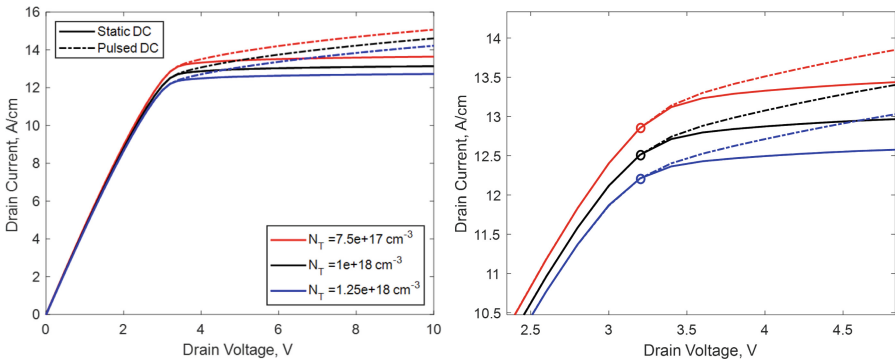 16
14
12
10
8
6
4
2
0
Drain Current, A/cm
Static DC
Pulsed DC
N_T =7.5e+17 cm^-3
N_T =1e+18 cm^-3
N_T =1.25e+18 cm^-3
0 2 4 6 8 10
Drain Voltage, V
14
13.5
13
12.5
12
11.5
11
10.5
Drain Current, A/cm
2.5 3 3.5 4 4.5
Drain Voltage, V